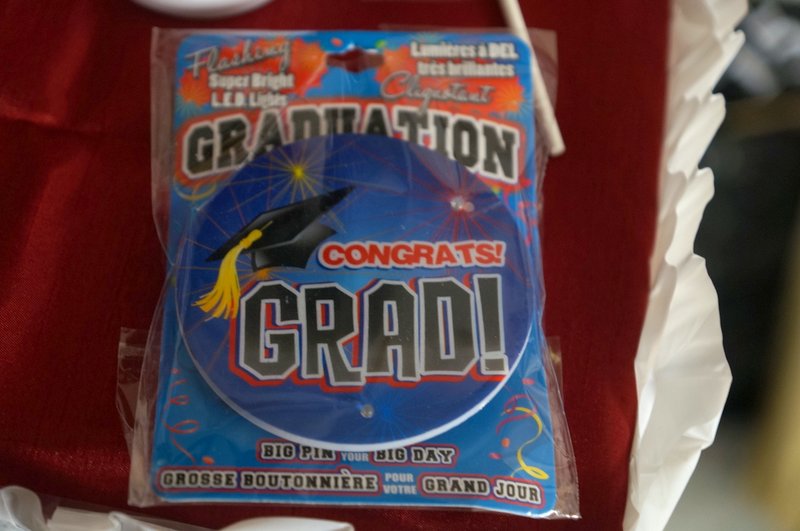 Flashing
Super Bright
L.E.D. Lights
Lumières à DEL
très brillantes
Clignotant
GRADUATION
CONGRATS!
GRAD!
BIG PIN YOUR BIG DAY
GROSSE BOUTONNIÈRE POUR VOTRE GRAND JOUR